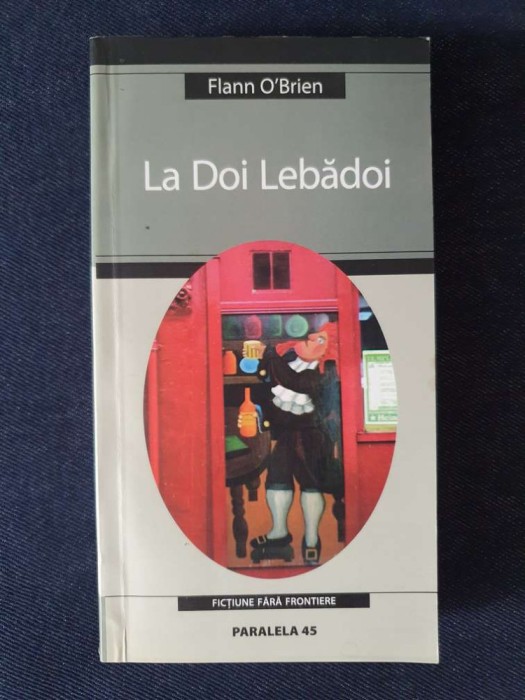 Flann O'Brien
La Doi Lebădoi
FICȚIUNE FĂRĂ FRONTIERE
PARALELA 45